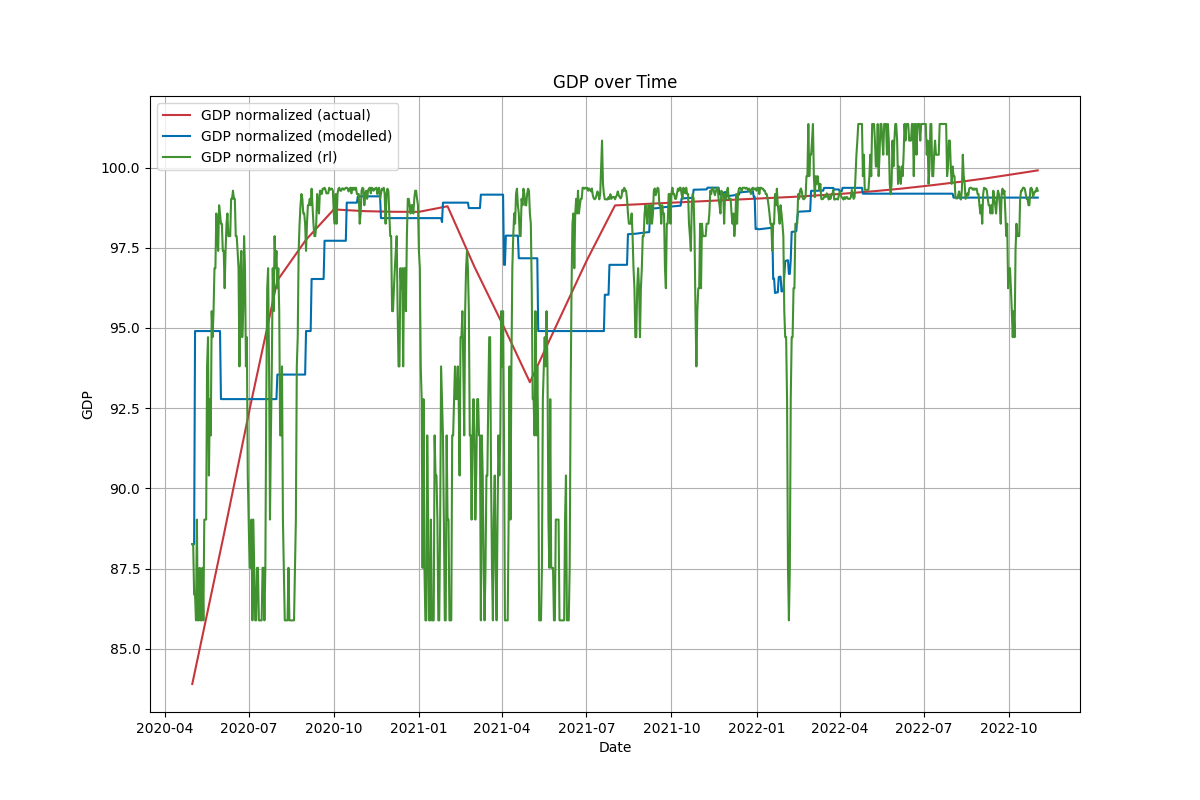 GDP over Time
GDP normalized (actual)
GDP normalized (modelled)
GDP normalized (rl)
100.0
97.5
95.0
92.5
90.0
87.5
85.0
GDP
2020-04 2020-07 2020-10 2021-01 2021-04 2021-07 2021-10 2022-01 2022-04 2022-07 2022-10
Date